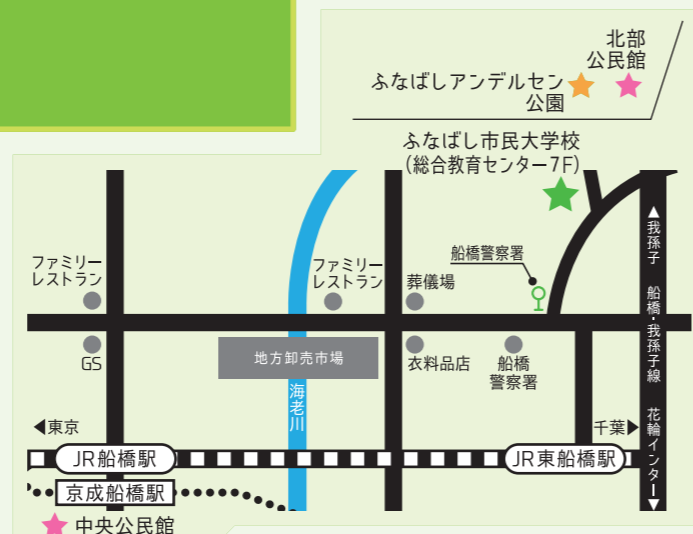 北部
公民館
ふなばしアンデルセン
公園
ふなばし市民大学校
(総合教育センター7F)
船橋警察署
ファミリー
レストラン
ファミリー
レストラン
葬儀場
GS
地方卸売市場
衣料品店
船橋
警察署
海老川
▲我孫子 船橋・我孫子線 花輪インター▼
◀東京
千葉▶
JR船橋駅
JR東船橋駅
京成船橋駅
中央公民館